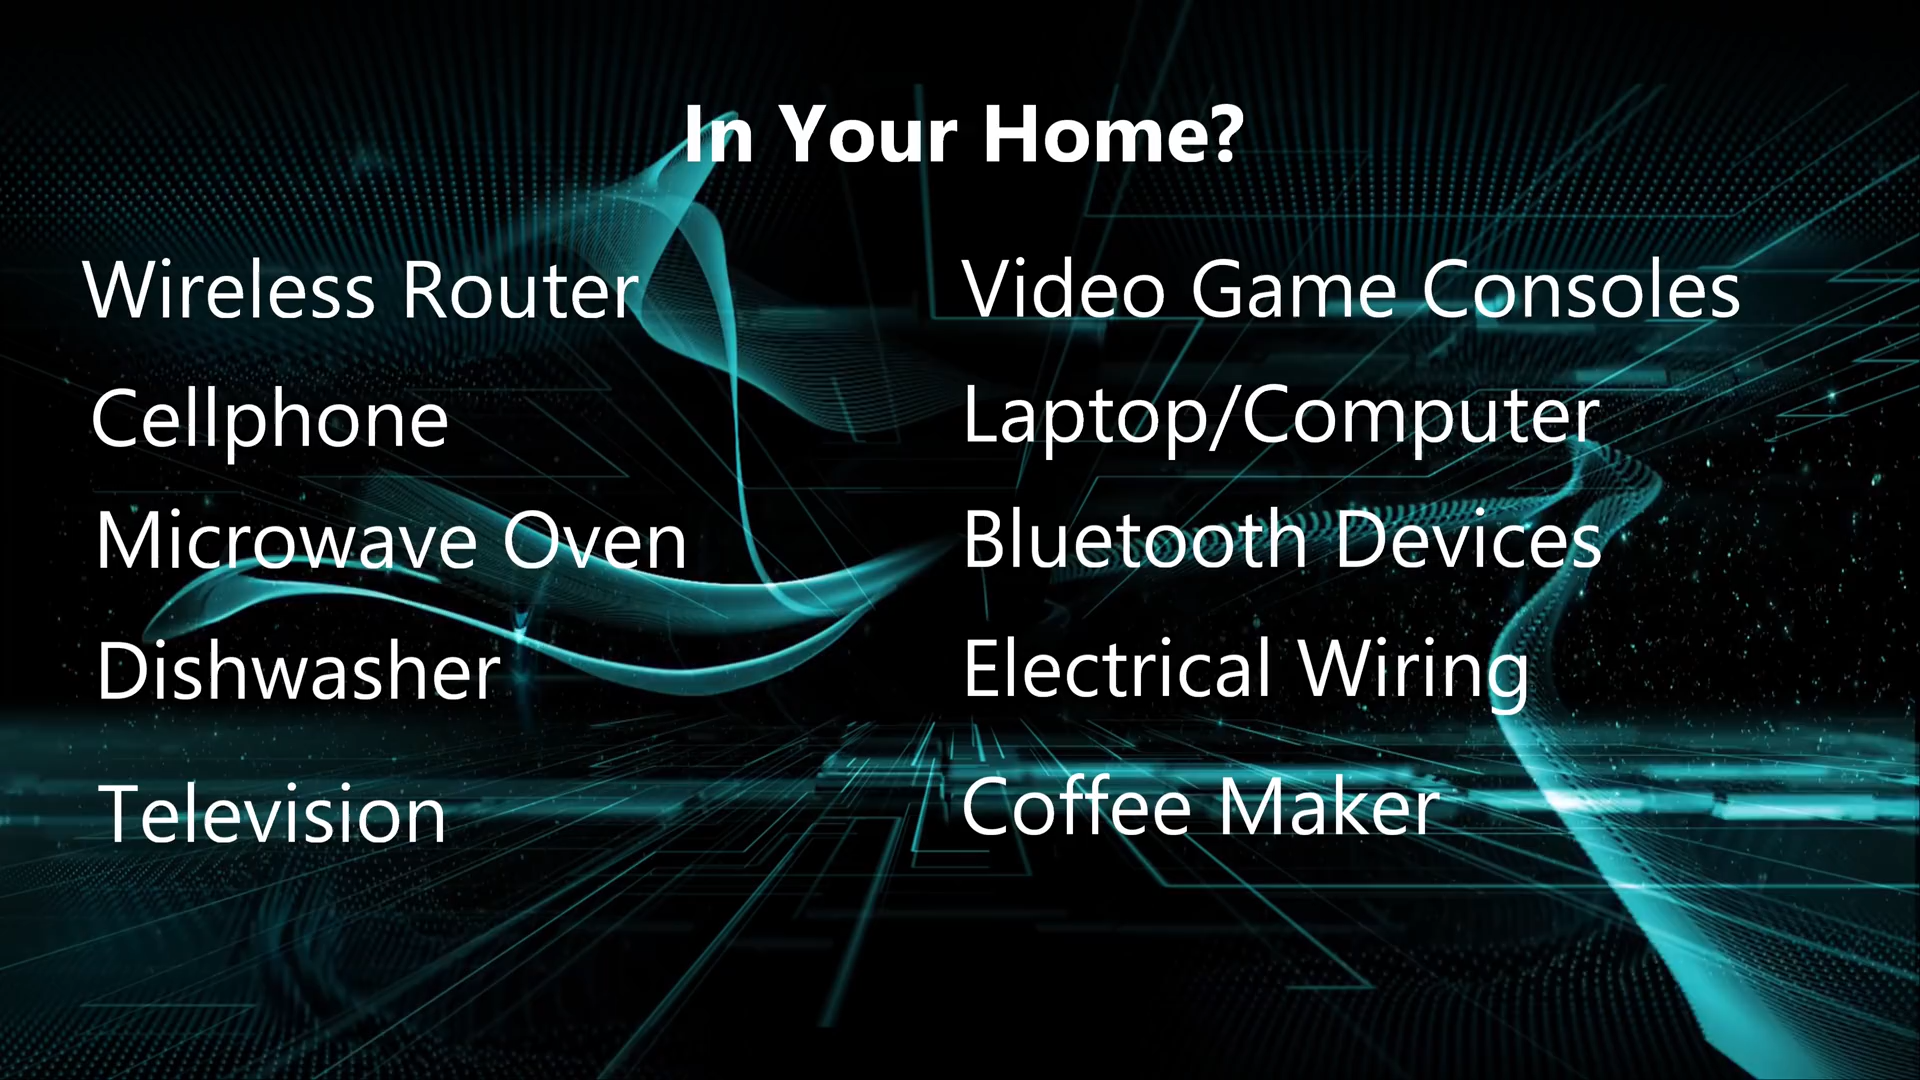 In Your Home?
Wireless Router
Cellphone
Microwave Oven
Dishwasher
Television
Video Game Consoles
Laptop/Computer
Bluetooth Devices
Electrical Wiring
Coffee Maker